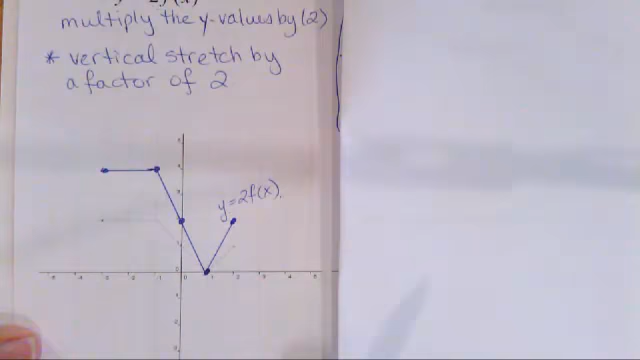 multiply the y-values by (2)
* vertical stretch by
a factor of 2
y=2f(x).